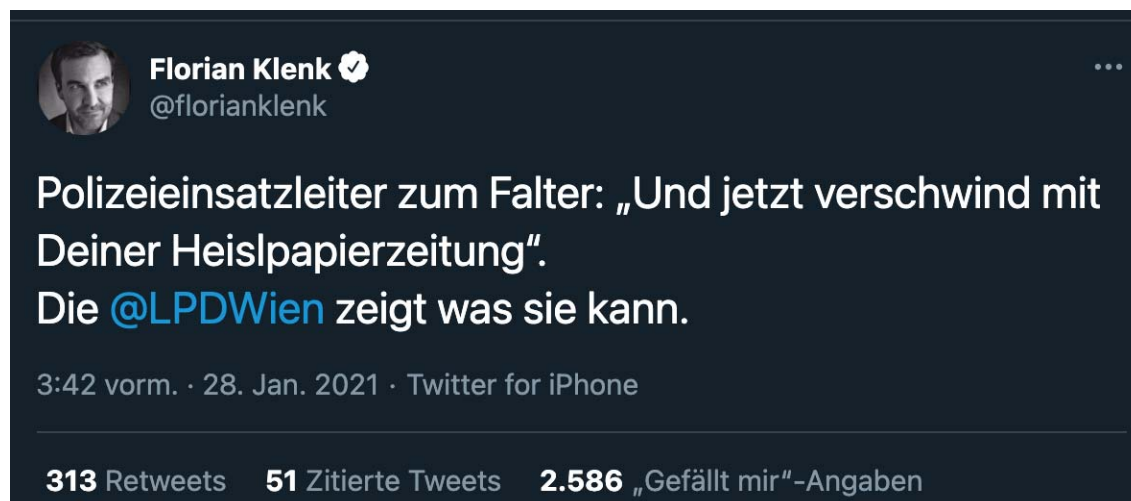 Florian Klenk
@florianklenk
Polizeieinsatzleiter zum Falter: „Und jetzt verschwind mit
Deiner Heislpapierzeitung“.
Die @LPDWien zeigt was sie kann.
3:42 vorm. · 28. Jan. 2021 · Twitter for iPhone
313 Retweets 51 Zitierte Tweets 2.586 „Gefällt mir“-Angaben